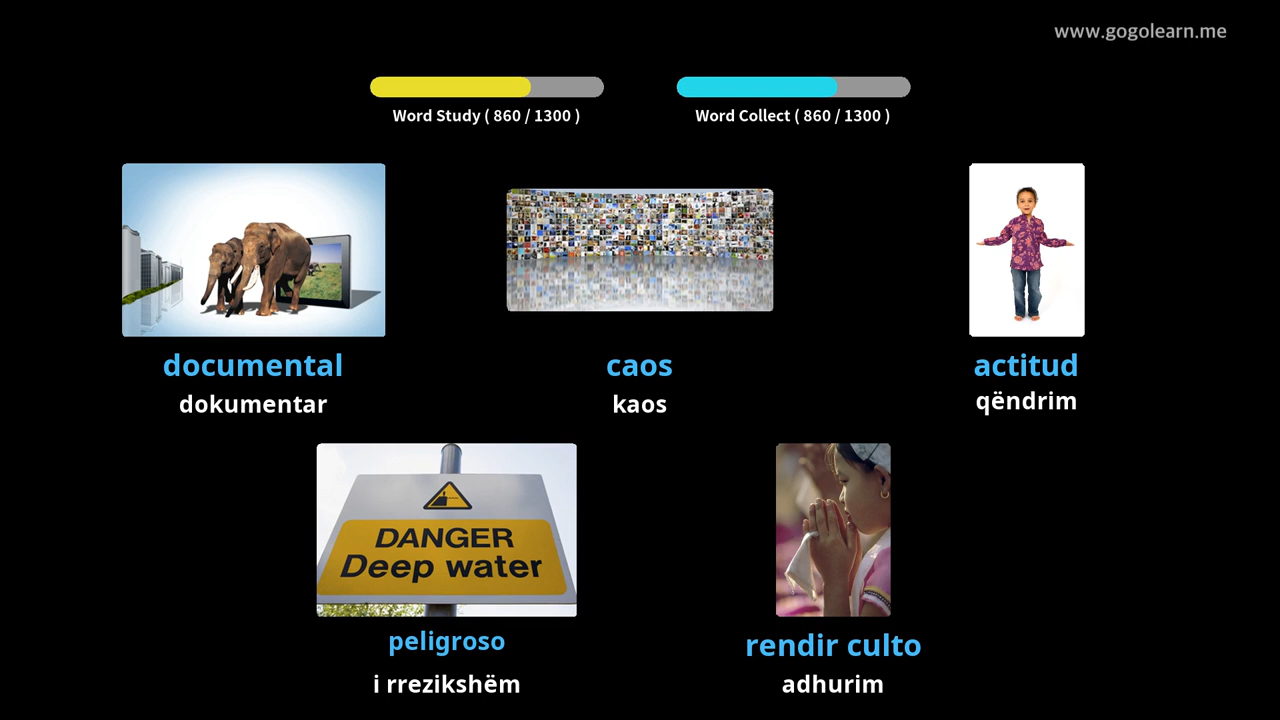 www.gogolearn.me
Word Study ( 860 / 1300 )
Word Collect ( 860 / 1300 )
documental
dokumentar
caos
kaos
actitud
qëndrim
DANGER
Deep water
peligroso
i rrezikshëm
rendir culto
adhurim